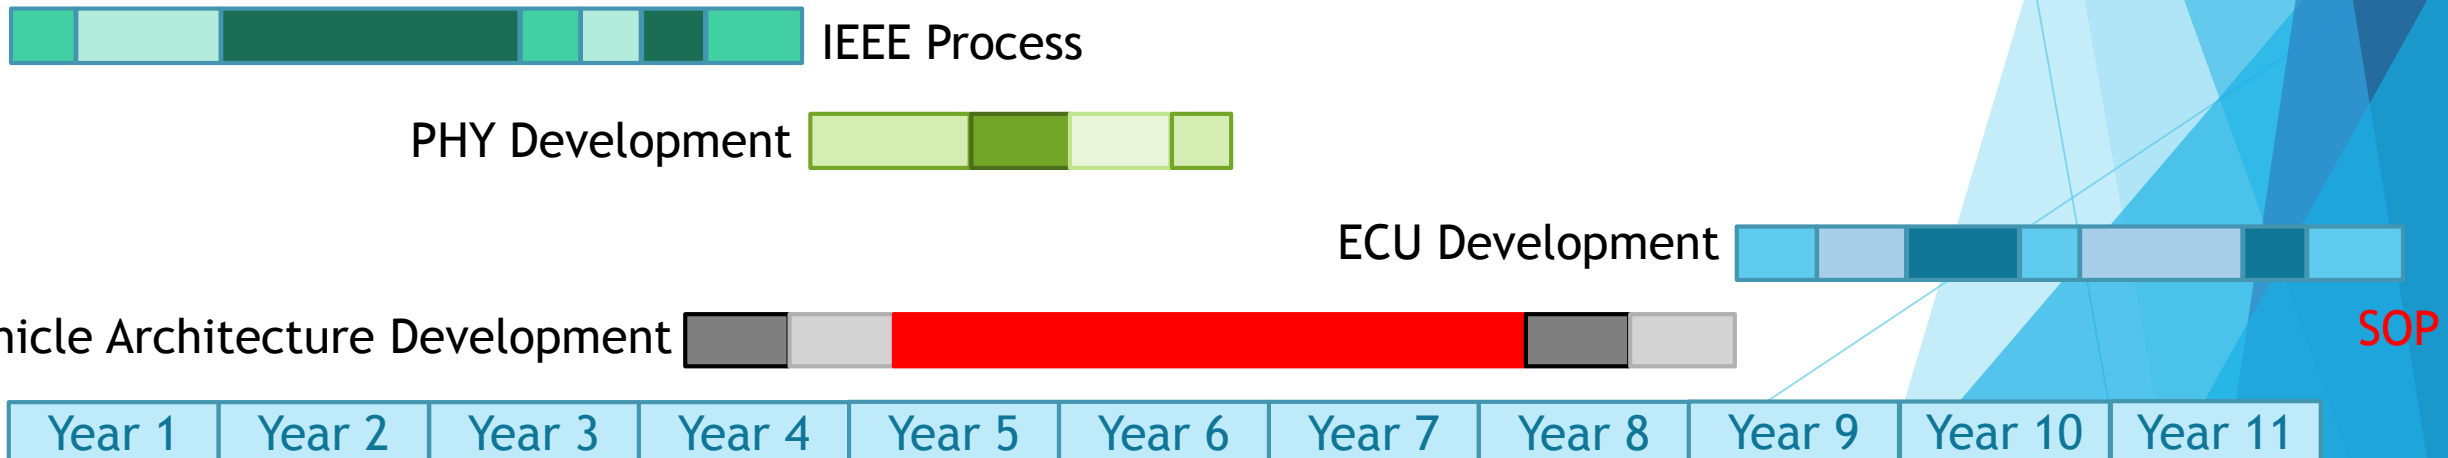 IEEE Process
PHY Development
ECU Development
Architecture Development
SOP
Year 1 Year 2 Year 3 Year 4 Year 5 Year 6 Year 7 Year 8 Year 9 Year 10 Year 11